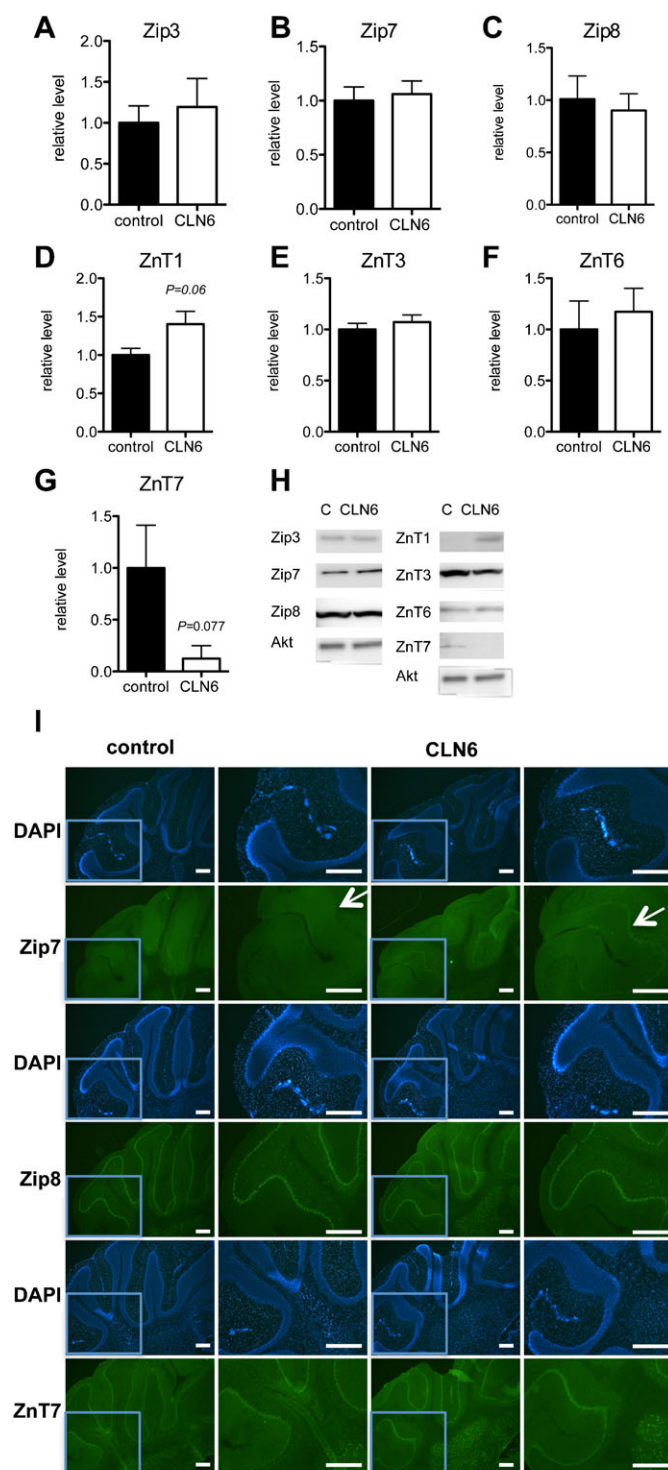 A Zip3
relative level
2.0
1.5
1.0
0.5
0.0
control CLN6
B Zip7
relative level
1.5
1.0
0.5
0.0
control CLN6
C Zip8
relative level
1.5
1.0
0.5
0.0
control CLN6
D ZnT1
relative level
2.0
1.5
1.0
0.5
0.0
P=0.06
control CLN6
E ZnT3
relative level
1.5
1.0
0.5
0.0
control CLN6
F ZnT6
relative level
1.5
1.0
0.5
0.0
control CLN6
G ZnT7
relative level
1.5
1.0
0.5
0.0
P=0.077
control CLN6
H
C CLN6
Zip3
Zip7
Zip8
Akt
C CLN6
ZnT1
ZnT3
ZnT6
ZnT7
Akt
I
control CLN6
DAPI
Zip7
DAPI
Zip8
DAPI
ZnT7